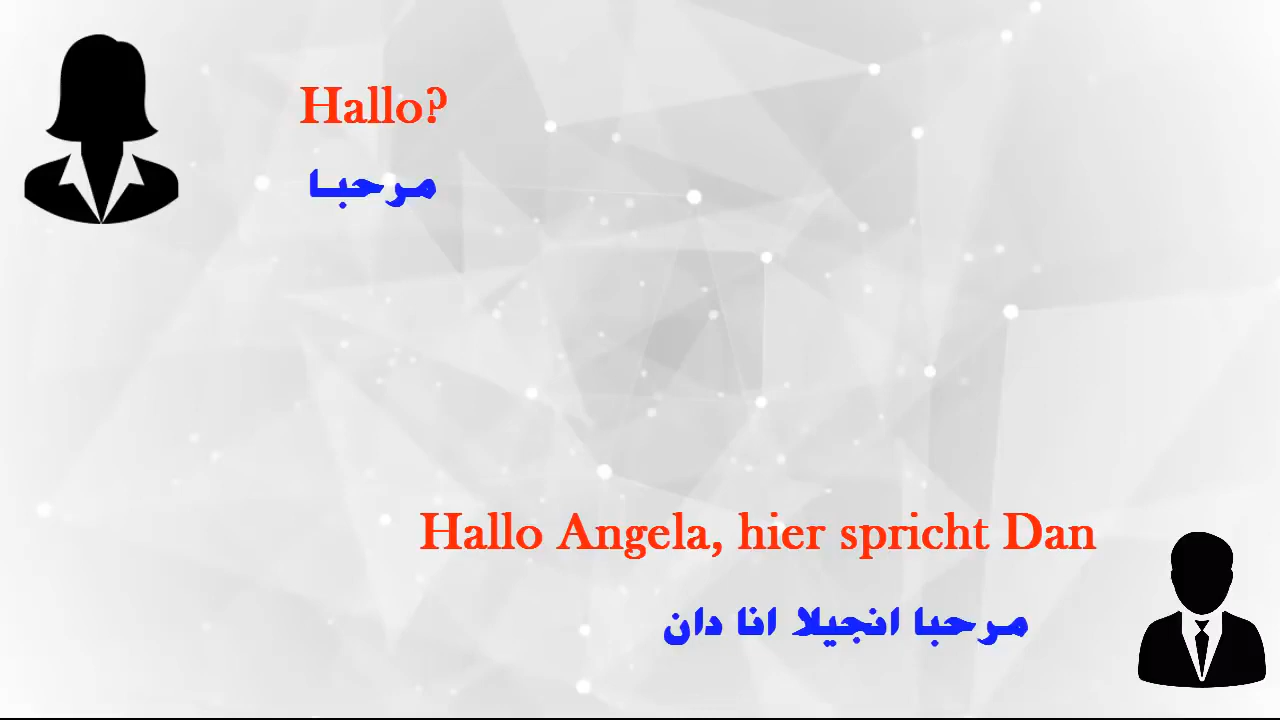 Hallo?
مرحبا
Hallo Angela, hier spricht Dan
مرحبا انجيلا انا دان